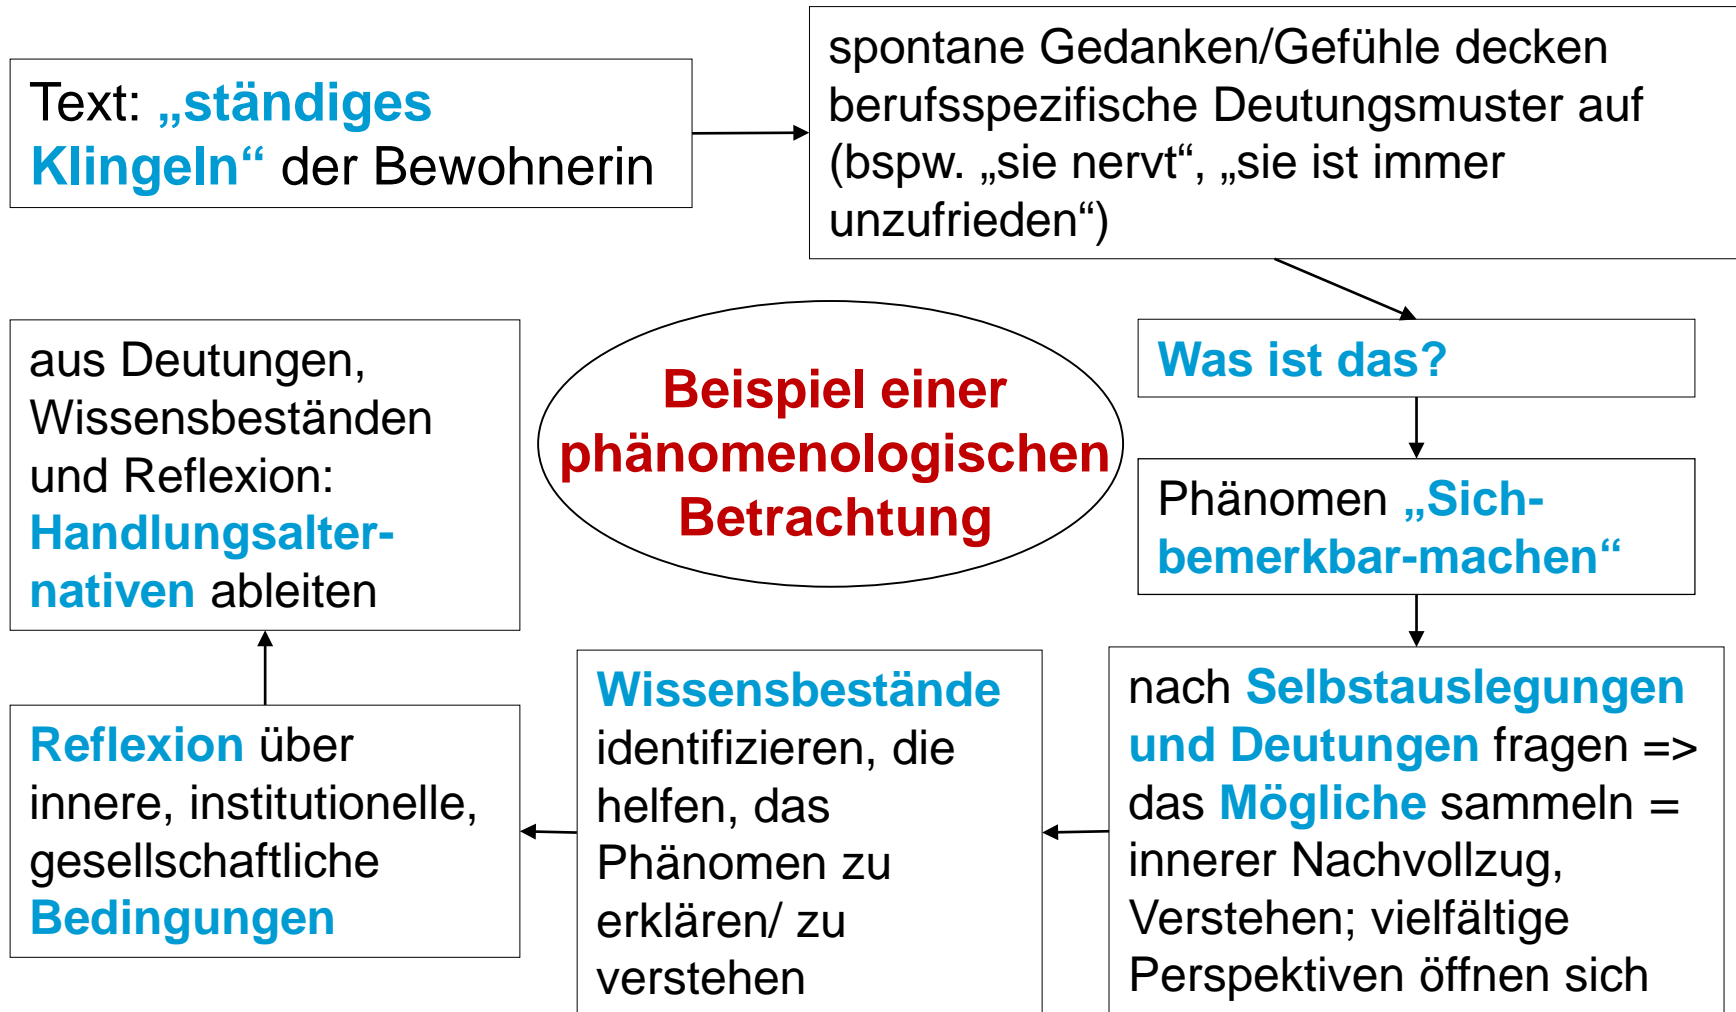 Text: „ständiges
Klingeln“ der Bewohnerin
spontane Gedanken/Gefühle decken
berufsspezifische Deutungsmuster auf
(bspw. „sie nervt“, „sie ist immer
unzufrieden“)
Was ist das?
Phänomen „Sich-
bemerkbar-machen“
nach Selbstauslegungen
und Deutungen fragen =>
das Mögliche sammeln =
innerer Nachvollzug,
Verstehen; vielfältige
Perspektiven öffnen sich
Wissensbestände
identifizieren, die
helfen, das
Phänomen zu
erklären/ zu
verstehen
Reflexion über
innere, institutionelle,
gesellschaftliche
Bedingungen
aus Deutungen,
Wissensbeständen
und Reflexion:
Handlungsalter-
nativen ableiten
Beispiel einer
phänomenologischen
Betrachtung